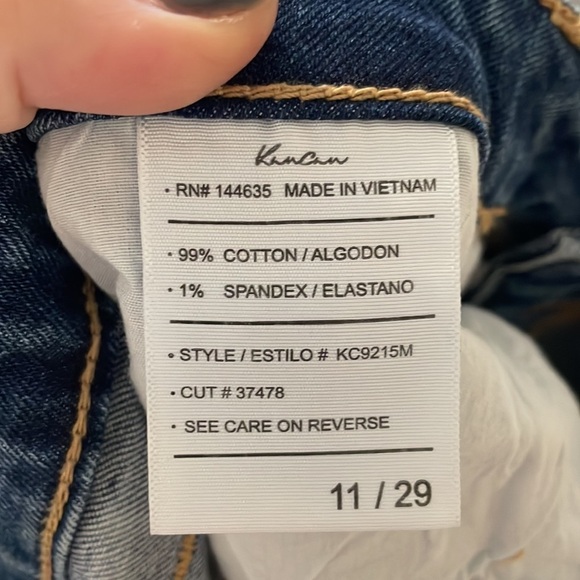 KanCan
· RN# 144635 MADE IN VIETNAM
· 99% COTTON / ALGODON
· 1% SPANDEX / ELASTANO
· STYLE / ESTILO # KC9215M
· CUT # 37478
· SEE CARE ON REVERSE
11 / 29